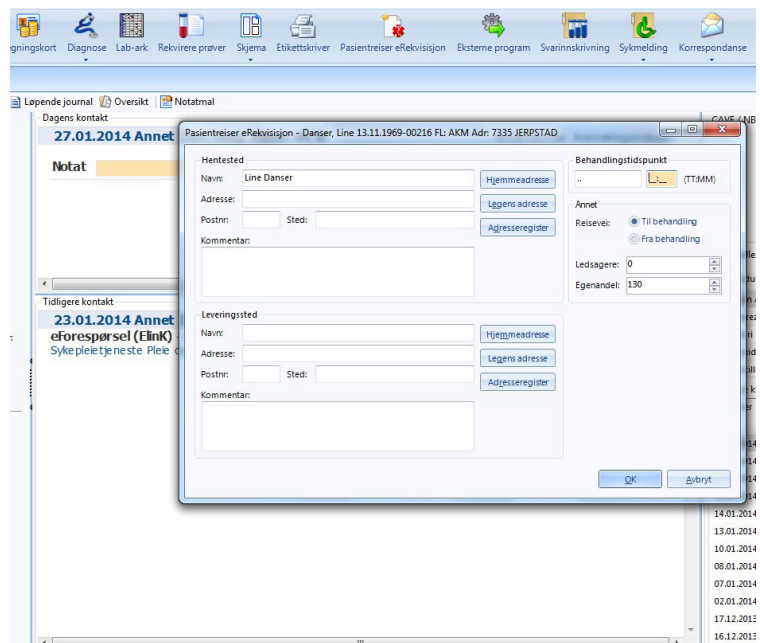 gningskort Diagnose Lab-ark Rekvirere prøver Skjema Etikettskriver Pasientreiser eRekvisisjon Eksterne program Svarinnskrivning Sykmelding Korrespondanse
Løpende journal Oversikt Notatmal
Dagens kontakt
CAVE / NB
27.01.2014 Annet
Notat
Pasientreiser eRekvisisjon - Danser, Line 13.11.1969-00216 FL: AKM Adr: 7335 JERPSTAD
Hentested
Navn: Line Danser Hjemmeadresse
Adresse: Legens adresse
Postnr: Sted: Adresseregister
Kommentar:
Behandlingstidspunkt
.. (TT:MM)
Annet
Reisevei: Til behandling
Fra behandling
Ledsagere: 0
Egenandel: 130
Leveringssted
Navn: Hjemmeadresse
Adresse: Legens adresse
Postnr: Sted: Adresseregister
Kommentar:
OK Avbryt
Tidligere kontakt
23.01.2014 Annet
eForespørsel (ElinK) -
Sykepleietjeneste Pleie o
14.01.2014
13.01.2014
10.01.2014
08.01.2014
07.01.2014
02.01.2014
17.12.2013
16.12.2013